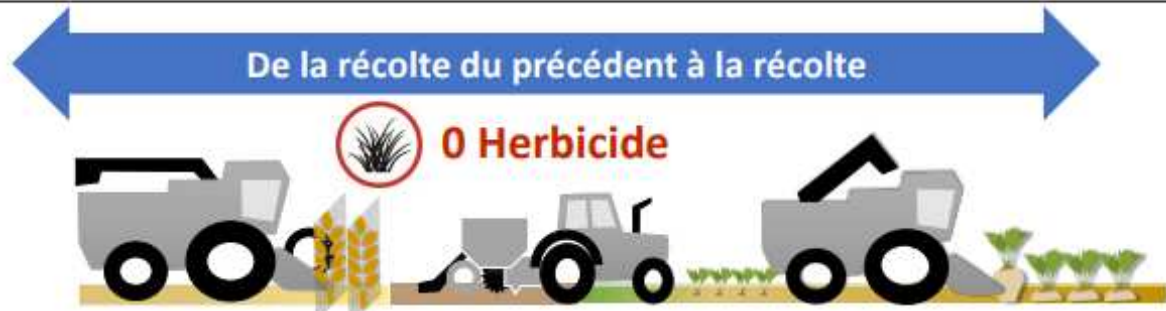 De la récolte du précédent à la récolte
0 Herbicide